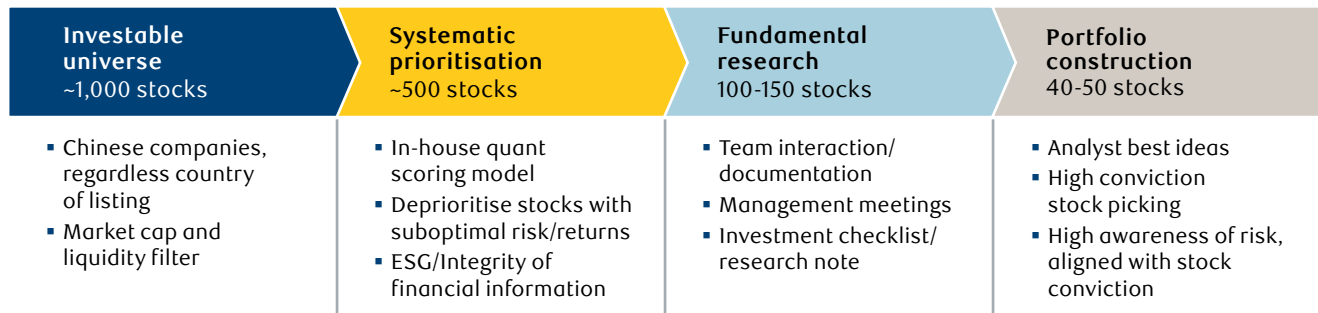 Investable
universe
~1,000 stocks
▪ Chinese companies,
regardless country
of listing
▪ Market cap and
liquidity filter
Systematic
prioritisation
~500 stocks
▪ In-house quant
scoring model
▪ Deprioritise stocks with
suboptimal risk/returns
▪ ESG/Integrity of
financial information
Fundamental
research
100-150 stocks
▪ Team interaction/
documentation
▪ Management meetings
▪ Investment checklist/
research note
Portfolio
construction
40-50 stocks
▪ Analyst best ideas
▪ High conviction
stock picking
▪ High awareness of risk,
aligned with stock
conviction